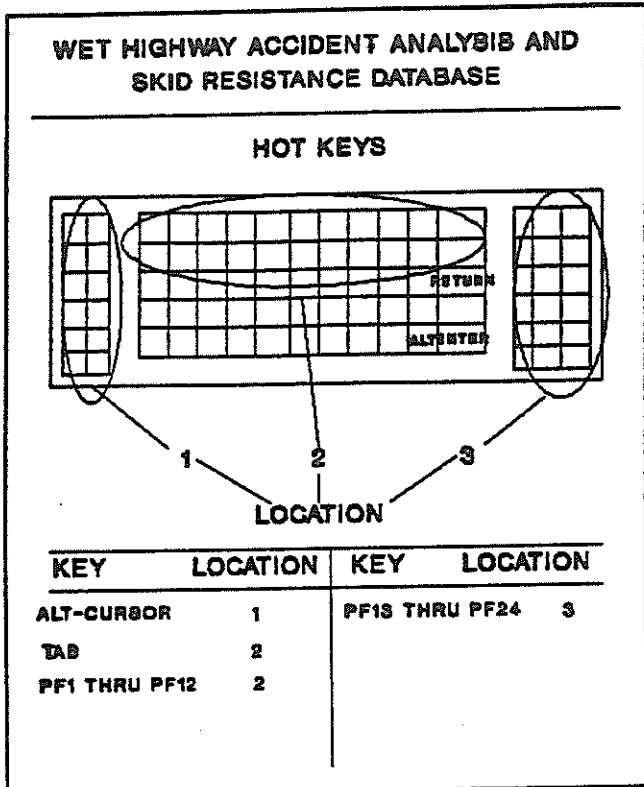 WET HIGHWAY ACCIDENT ANALYSIS AND
SKID RESISTANCE DATABASE
HOT KEYS
RETURN
ALTENTER
1 2 3
LOCATION
KEY LOCATION KEY LOCATION
ALT-CURSOR 1 PF13 THRU PF24 3
TAB 2
PF1 THRU PF12 2